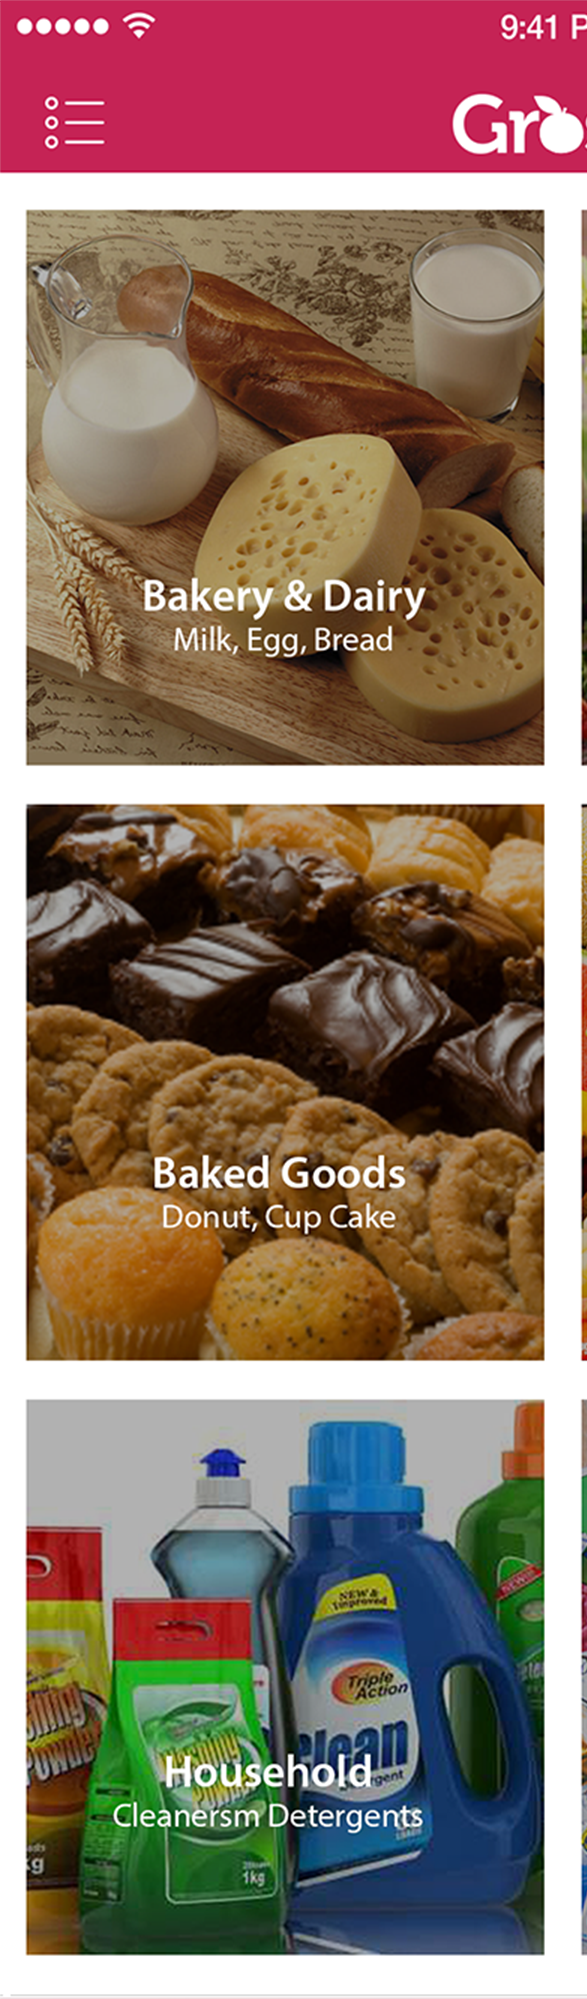 9:41 P
Gro
Bakery & Dairy
Milk, Egg, Bread
Baked Goods
Donut, Cup Cake
NEW &
Improved
Triple
Action
clean
Household
Cleanersm Detergents
1kg